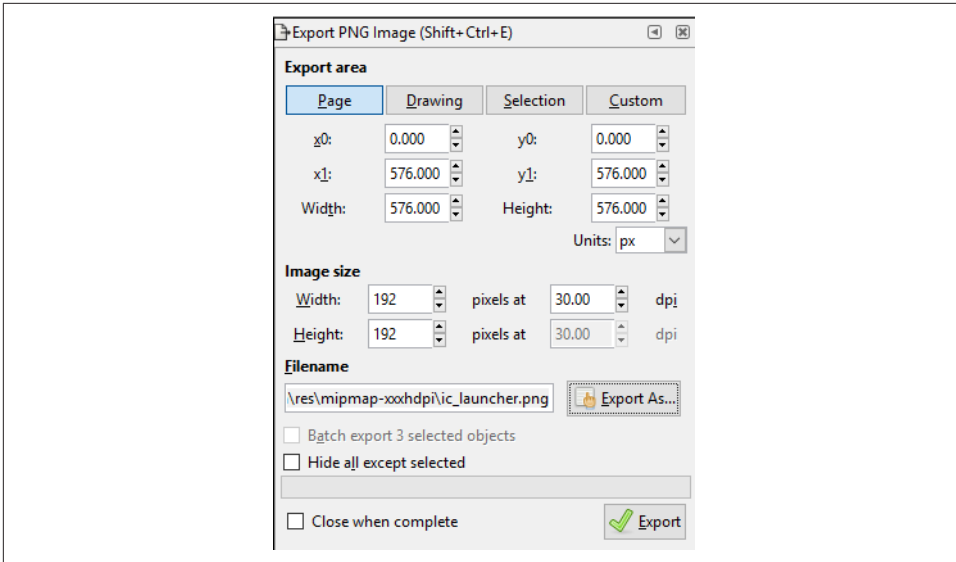 Export PNG Image (Shift+Ctrl+E)
Export area
Page Drawing Selection Custom
x0: 0.000 y0: 0.000
x1: 576.000 y1: 576.000
Width: 576.000 Height: 576.000
Units: px
Image size
Width: 192 pixels at 30.00 dpi
Height: 192 pixels at 30.00 dpi
Filename
\res\mipmap-xxxhdpi\ic_launcher.png Export As...
Batch export 3 selected objects
Hide all except selected
Close when complete Export